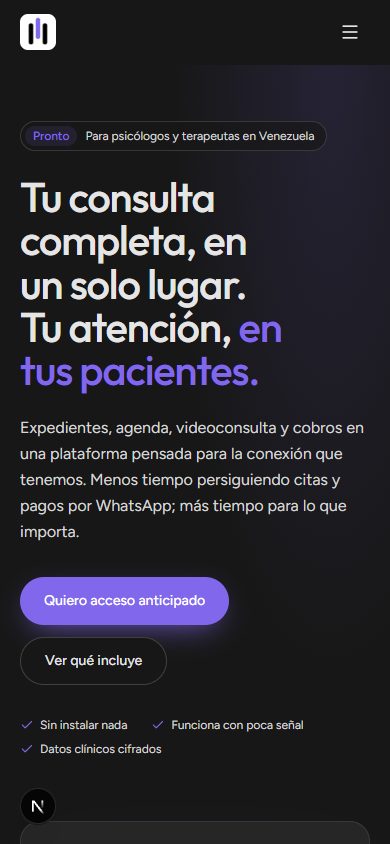 Pronto Para psicólogos y terapeutas en Venezuela
Tu consulta
completa, en
un solo lugar.
Tu atención, en
tus pacientes.
Expedientes, agenda, videoconsulta y cobros en
una plataforma pensada para la conexión que
tenemos. Menos tiempo persiguiendo citas y
pagos por WhatsApp; más tiempo para lo que
importa.
Quiero acceso anticipado
Ver qué incluye
Sin instalar nada Funciona con poca señal
Datos clínicos cifrados
N